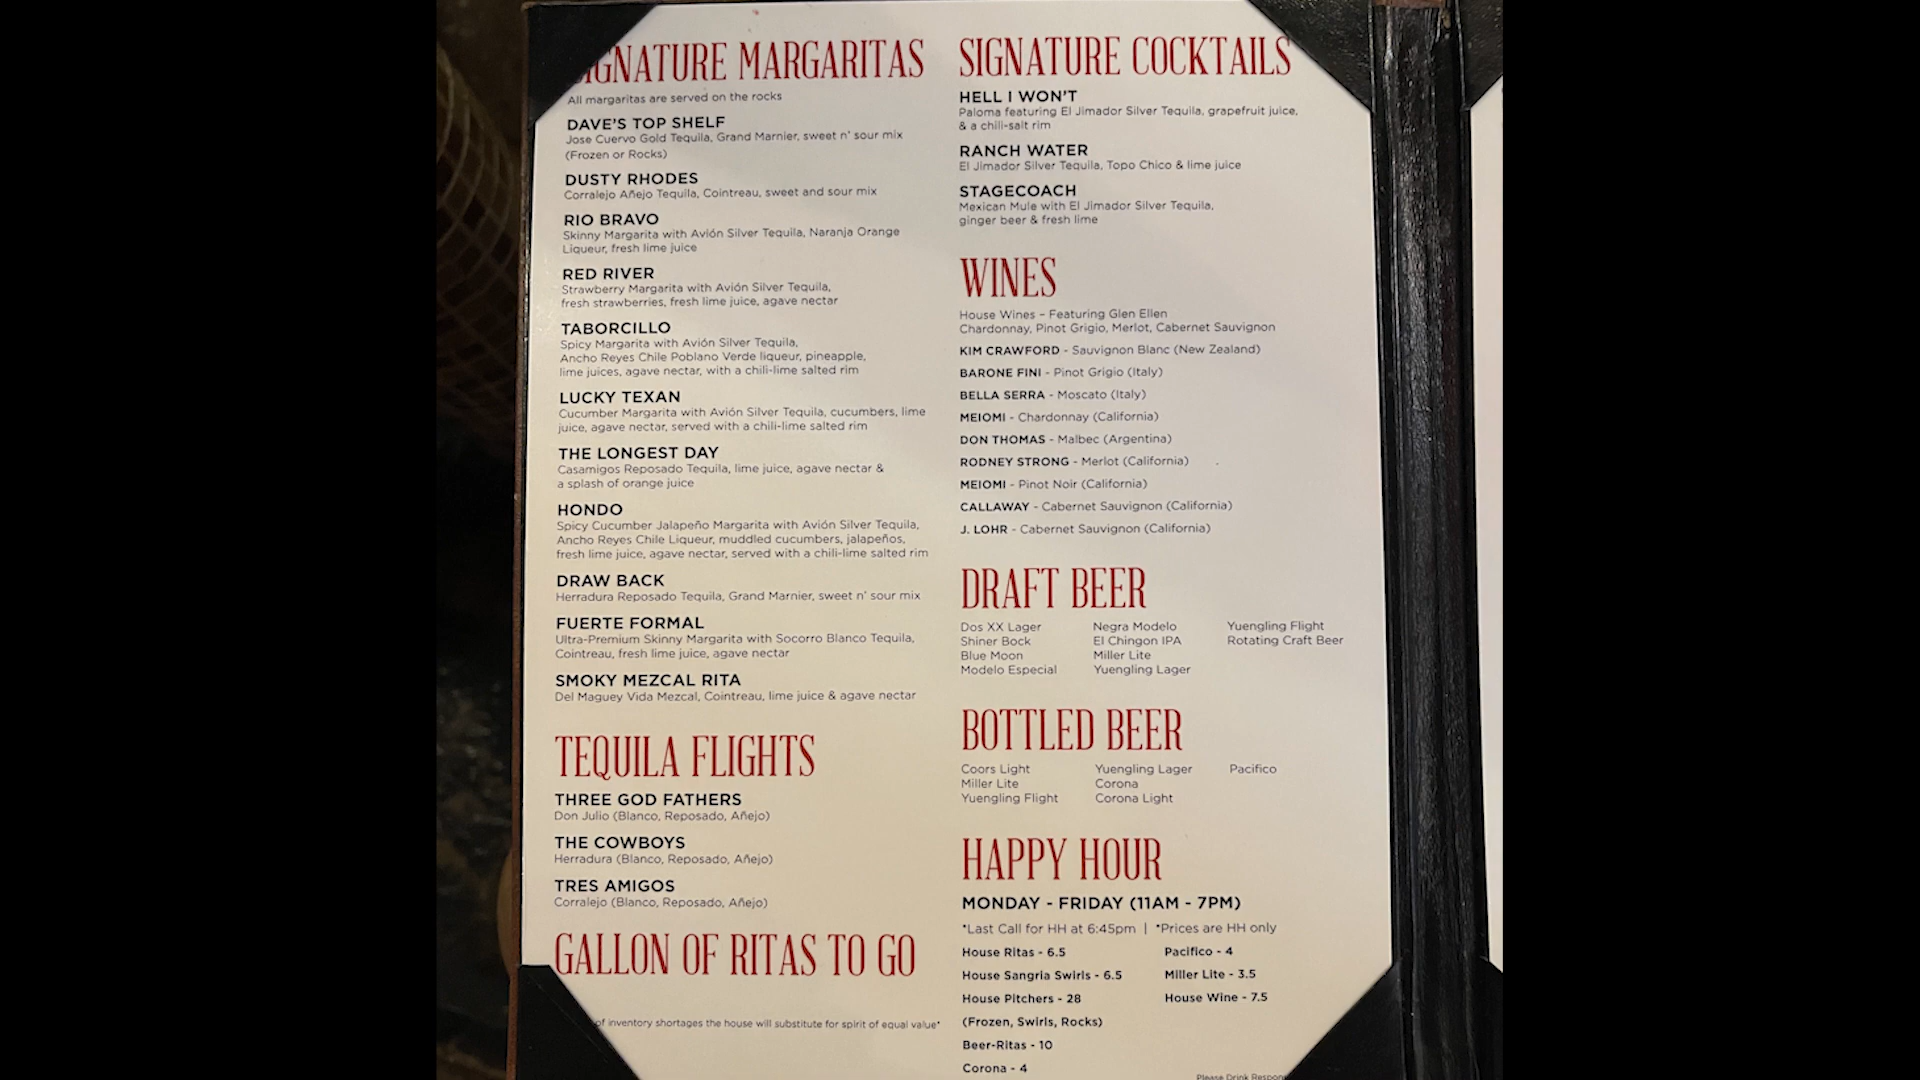 SIGNATURE MARGARITAS
All margaritas are served on the rocks
DAVE'S TOP SHELF
Jose Cuervo Gold Tequila, Grand Marnier, sweet n' sour mix
(Frozen or Rocks)
DUSTY RHODES
Corralejo Añejo Tequila, Cointreau, sweet and sour mix
RIO BRAVO
Skinny Margarita with Avión Silver Tequila, Naranja Orange
Liqueur, fresh lime juice
RED RIVER
Strawberry Margarita with Avión Silver Tequila,
fresh strawberries, fresh lime juice, agave nectar
TABORCILLO
Spicy Margarita with Avión Silver Tequila,
Ancho Reyes Chile Poblano Verde liqueur, pineapple,
lime juices, agave nectar, with a chili-lime salted rim
LUCKY TEXAN
Cucumber Margarita with Avión Silver Tequila, cucumbers, lime
juice, agave nectar, served with a chili-lime salted rim
THE LONGEST DAY
Casamigos Reposado Tequila, lime juice, agave nectar &
a splash of orange juice
HONDO
Spicy Cucumber Jalapeño Margarita with Avión Silver Tequila,
Ancho Reyes Chile Liqueur, muddled cucumbers, jalapeños,
fresh lime juice, agave nectar, served with a chili-lime salted rim
DRAW BACK
Herradura Reposado Tequila, Grand Marnier, sweet n' sour mix
FUERTE FORMAL
Ultra-Premium Skinny Margarita with Socorro Blanco Tequila,
Cointreau, fresh lime juice, agave nectar
SMOKY MEZCAL RITA
Del Maguey Vida Mezcal, Cointreau, lime juice & agave nectar
TEQUILA FLIGHTS
THREE GOD FATHERS
Don Julio (Blanco, Reposado, Añejo)
THE COWBOYS
Herradura (Blanco, Reposado, Añejo)
TRES AMIGOS
Corralejo (Blanco, Reposado, Añejo)
GALLON OF RITAS TO GO
of inventory shortages the house will substitute for spirit of equal value*
SIGNATURE COCKTAILS
HELL I WON'T
Paloma featuring El Jimador Silver Tequila, grapefruit juice,
& a chili-salt rim
RANCH WATER
El Jimador Silver Tequila, Topo Chico & lime juice
STAGECOACH
Mexican Mule with El Jimador Silver Tequila,
ginger beer & fresh lime
WINES
House Wines – Featuring Glen Ellen
Chardonnay, Pinot Grigio, Merlot, Cabernet Sauvignon
KIM CRAWFORD - Sauvignon Blanc (New Zealand)
BARONE FINI - Pinot Grigio (Italy)
BELLA SERRA - Moscato (Italy)
MEIOMI - Chardonnay (California)
DON THOMAS - Malbec (Argentina)
RODNEY STRONG - Merlot (California)
MEIOMI - Pinot Noir (California)
CALLAWAY - Cabernet Sauvignon (California)
J. LOHR - Cabernet Sauvignon (California)
DRAFT BEER
Dos XX Lager Negra Modelo Yuengling Flight
Shiner Bock El Chingon IPA Rotating Craft Beer
Blue Moon Miller Lite
Modelo Especial Yuengling Lager
BOTTLED BEER
Coors Light Yuengling Lager Pacifico
Miller Lite Corona
Yuengling Flight Corona Light
HAPPY HOUR
MONDAY - FRIDAY (11AM - 7PM)
*Last Call for HH at 6:45pm | *Prices are HH only
House Ritas - 6.5 Pacifico - 4
House Sangria Swirls - 6.5 Miller Lite - 3.5
House Pitchers - 28 House Wine - 7.5
(Frozen, Swirls, Rocks)
Beer-Ritas - 10
Corona - 4
Please Drink